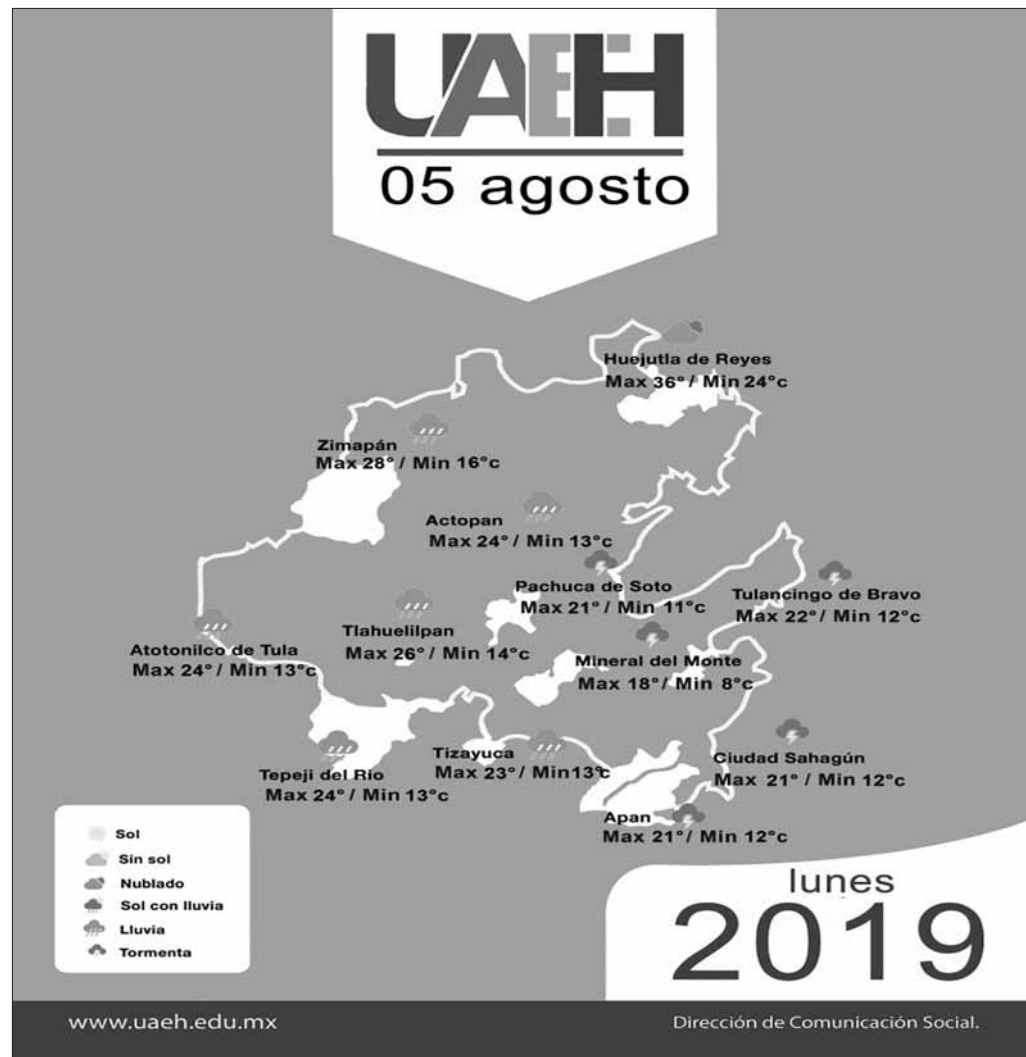 UAEH
05 agosto
Huejutla de Reyes
Max 36° / Min 24°c
Zimapán
Max 28° / Min 16°c
Actopan
Max 24° / Min 13°c
Pachuca de Soto
Max 21° / Min 11°c
Tulancingo de Bravo
Max 22° / Min 12°c
Tlahuelilpan
Max 26° / Min 14°c
Atotonilco de Tula
Max 24° / Min 13°c
Mineral del Monte
Max 18° / Min 8°c
Tizayuca
Max 23° / Min13°c
Ciudad Sahagún
Max 21° / Min 12°c
Tepeji del Rio
Max 24° / Min 13°c
Apan
Max 21° / Min 12°c
Sol
Sin sol
Nublado
Sol con lluvia
Lluvia
Tormenta
lunes
2019
www.uaeh.edu.mx
Dirección de Comunicación Social.